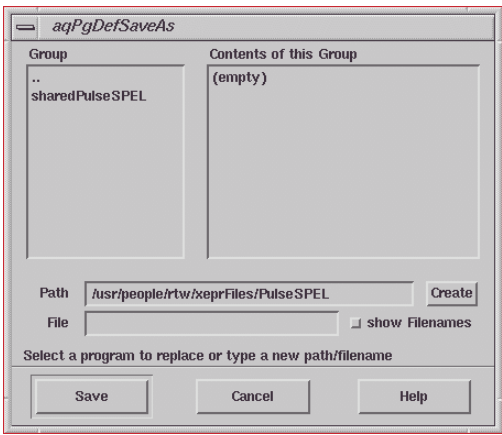 aqPgDefSaveAs
Group Contents of this Group
.. (empty)
sharedPulseSPEL
Path /usr/people/rtw/xeprFiles/PulseSPEL Create
File show Filenames
Select a program to replace or type a new path/filename
Save Cancel Help